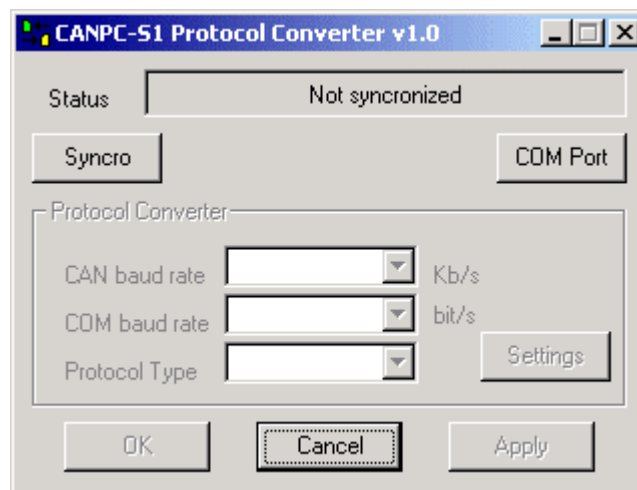 CANPC-S1 Protocol Converter v1.0
Status Not syncronized
Syncro COM Port
Protocol Converter
CAN baud rate Kb/s
COM baud rate bit/s
Protocol Type Settings
OK Cancel Apply